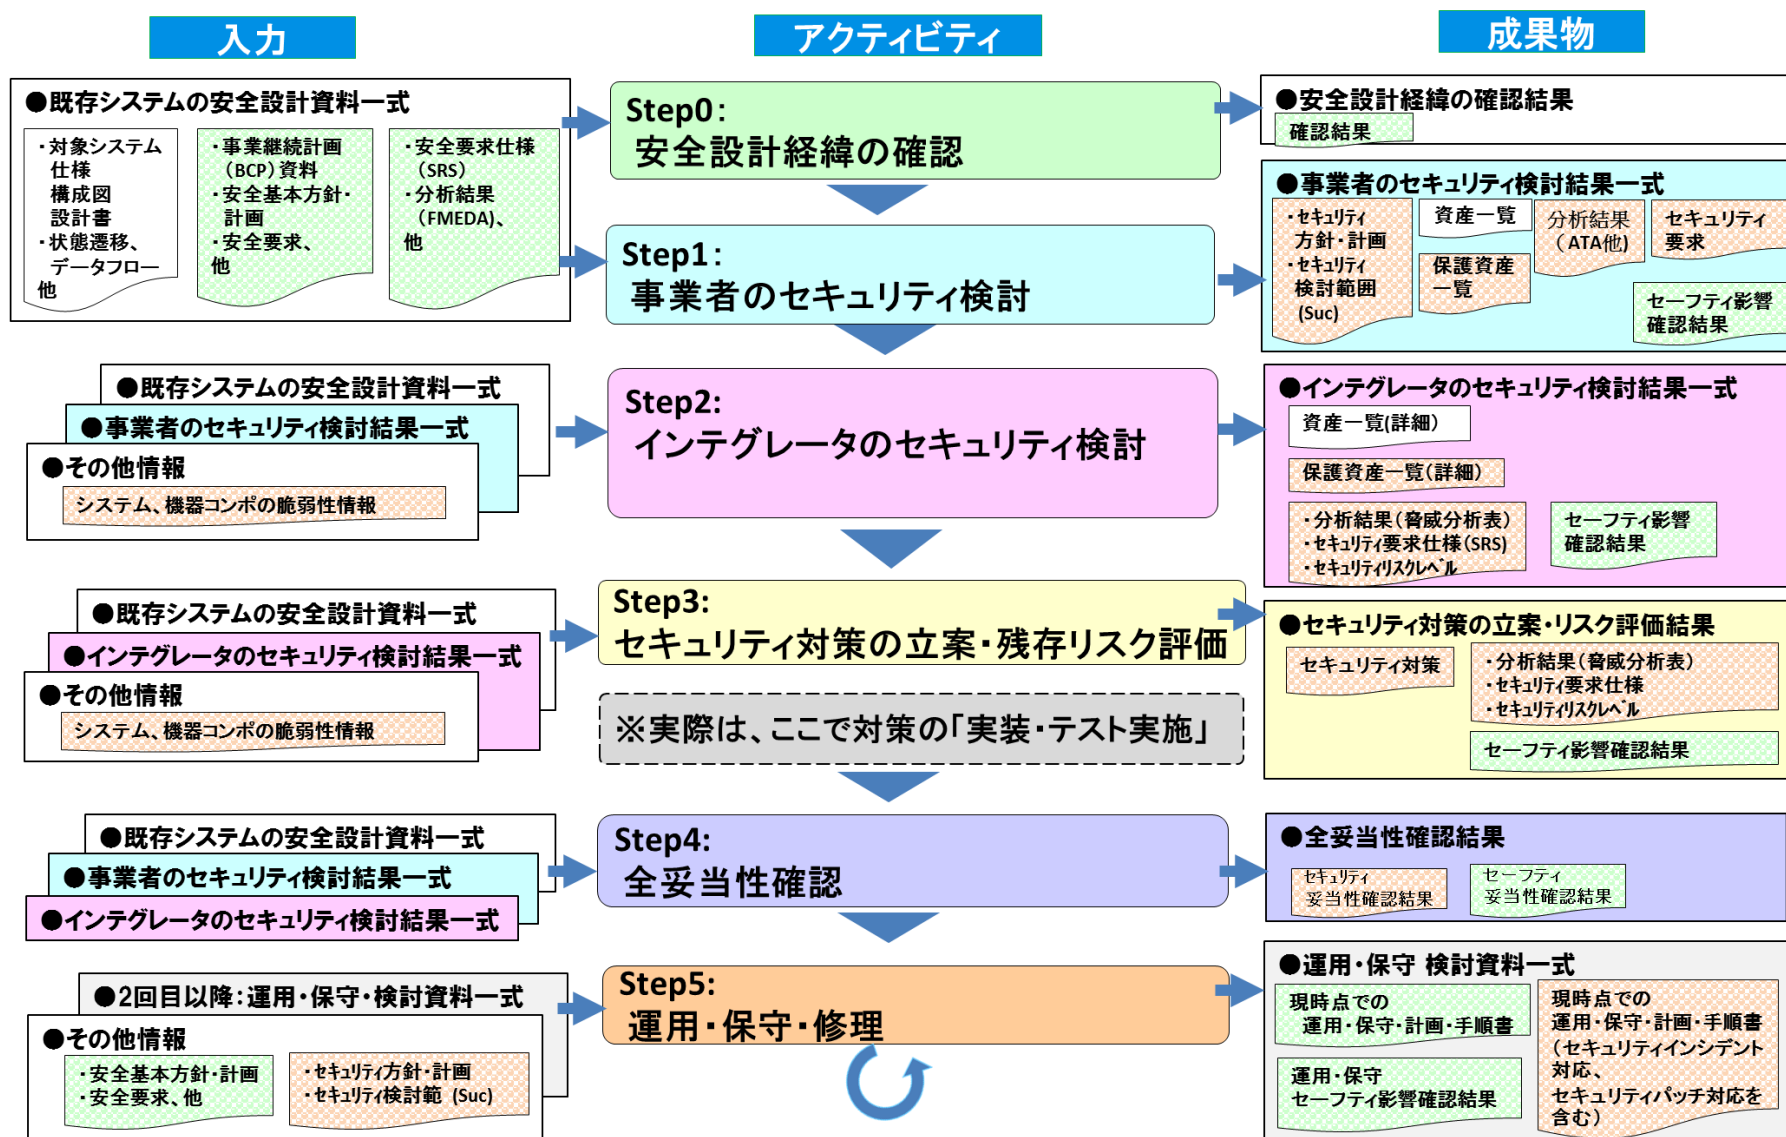 入力
アクティビティ
成果物
●既存システムの安全設計資料一式
・対象システム
仕様
構成図
設計書
・状態遷移、
データフロー
他
・事業継続計画
（BCP）資料
・安全基本方針・
計画
・安全要求、
他
・安全要求仕様
（SRS）
・分析結果
（FMEDA）、
他
Step0：
安全設計経緯の確認
●安全設計経緯の確認結果
確認結果
Step1：
事業者のセキュリティ検討
●事業者のセキュリティ検討結果一式
・セキュリティ
方針・計画
・セキュリティ
検討範囲
(Suc)
資産一覧
保護資産
一覧
分析結果
（ATA他）
セキュリティ
要求
セーフティ影響
確認結果
●既存システムの安全設計資料一式
●事業者のセキュリティ検討結果一式
●その他情報
システム、機器コンポの脆弱性情報
Step2:
インテグレータのセキュリティ検討
●インテグレータのセキュリティ検討結果一式
資産一覧(詳細）
保護資産一覧（詳細）
・分析結果（脅威分析表）
・セキュリティ要求仕様（SRS）
・セキュリティリスクレベル
セーフティ影響
確認結果
●既存システムの安全設計資料一式
●インテグレータのセキュリティ検討結果一式
●その他情報
システム、機器コンポの脆弱性情報
Step3:
セキュリティ対策の立案・残存リスク評価
※実際は、ここで対策の「実装・テスト実施」
●セキュリティ対策の立案・リスク評価結果
セキュリティ対策
・分析結果（脅威分析表）
・セキュリティ要求仕様
・セキュリティリスクレベル
セーフティ影響確認結果
●既存システムの安全設計資料一式
●事業者のセキュリティ検討結果一式
●インテグレータのセキュリティ検討結果一式
Step4:
全妥当性確認
●全妥当性確認結果
セキュリティ
妥当性確認結果
セーフティ
妥当性確認結果
●2回目以降：運用・保守・検討資料一式
●その他情報
・安全基本方針・計画
・安全要求、他
・セキュリティ方針・計画
・セキュリティ検討範 (Suc)
Step5:
運用・保守・修理
●運用・保守 検討資料一式
現時点での
運用・保守・計画・手順書
運用・保守
セーフティ影響確認結果
現時点での
運用・保守・計画・手順書
（セキュリティインシデント
対応、
セキュリティパッチ対応を
含む）